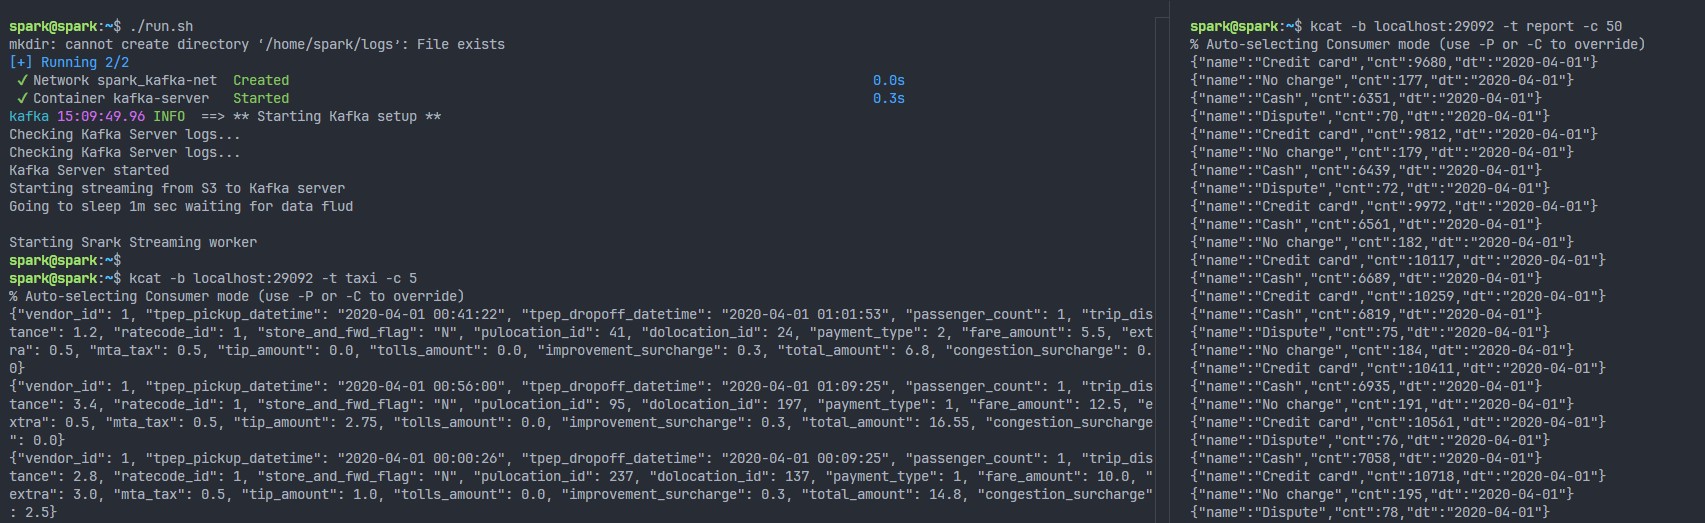 spark@spark:~$ ./run.sh
mkdir: cannot create directory ‘/home/spark/logs’: File exists
[+] Running 2/2
✓ Network spark_kafka-net Created 0.0s
✓ Container kafka-server Started 0.3s
kafka 15:09:49.96 INFO ==> ** Starting Kafka setup **
Checking Kafka Server logs...
Checking Kafka Server logs...
Kafka Server started
Starting streaming from S3 to Kafka server
Going to sleep 1m sec waiting for data flud
Starting Srark Streaming worker
spark@spark:~$
spark@spark:~$ kcat -b localhost:29092 -t taxi -c 5
% Auto-selecting Consumer mode (use -P or -C to override)
{"vendor_id": 1, "tpep_pickup_datetime": "2020-04-01 00:41:22", "tpep_dropoff_datetime": "2020-04-01 01:01:53", "passenger_count": 1, "trip_dis
tance": 1.2, "ratecode_id": 1, "store_and_fwd_flag": "N", "pulocation_id": 41, "dolocation_id": 24, "payment_type": 2, "fare_amount": 5.5, "ext
ra": 0.5, "mta_tax": 0.5, "tip_amount": 0.0, "tolls_amount": 0.0, "improvement_surcharge": 0.3, "total_amount": 6.8, "congestion_surcharge": 0.
0}
{"vendor_id": 1, "tpep_pickup_datetime": "2020-04-01 00:56:00", "tpep_dropoff_datetime": "2020-04-01 01:09:25", "passenger_count": 1, "trip_dis
tance": 3.4, "ratecode_id": 1, "store_and_fwd_flag": "N", "pulocation_id": 95, "dolocation_id": 197, "payment_type": 1, "fare_amount": 12.5, "e
xtra": 0.5, "mta_tax": 0.5, "tip_amount": 2.75, "tolls_amount": 0.0, "improvement_surcharge": 0.3, "total_amount": 16.55, "congestion_surcharge
": 0.0}
{"vendor_id": 1, "tpep_pickup_datetime": "2020-04-01 00:00:26", "tpep_dropoff_datetime": "2020-04-01 00:09:25", "passenger_count": 1, "trip_dis
tance": 2.8, "ratecode_id": 1, "store_and_fwd_flag": "N", "pulocation_id": 237, "dolocation_id": 137, "payment_type": 1, "fare_amount": 10.0, "
extra": 3.0, "mta_tax": 0.5, "tip_amount": 1.0, "tolls_amount": 0.0, "improvement_surcharge": 0.3, "total_amount": 14.8, "congestion_surcharge"
: 2.5}
spark@spark:~$ kcat -b localhost:29092 -t report -c 50
% Auto-selecting Consumer mode (use -P or -C to override)
{"name":"Credit card","cnt":9680,"dt":"2020-04-01"}
{"name":"No charge","cnt":177,"dt":"2020-04-01"}
{"name":"Cash","cnt":6351,"dt":"2020-04-01"}
{"name":"Dispute","cnt":70,"dt":"2020-04-01"}
{"name":"Credit card","cnt":9812,"dt":"2020-04-01"}
{"name":"No charge","cnt":179,"dt":"2020-04-01"}
{"name":"Cash","cnt":6439,"dt":"2020-04-01"}
{"name":"Dispute","cnt":72,"dt":"2020-04-01"}
{"name":"Credit card","cnt":9972,"dt":"2020-04-01"}
{"name":"Cash","cnt":6561,"dt":"2020-04-01"}
{"name":"No charge","cnt":182,"dt":"2020-04-01"}
{"name":"Credit card","cnt":10117,"dt":"2020-04-01"}
{"name":"Cash","cnt":6689,"dt":"2020-04-01"}
{"name":"Credit card","cnt":10259,"dt":"2020-04-01"}
{"name":"Cash","cnt":6819,"dt":"2020-04-01"}
{"name":"Dispute","cnt":75,"dt":"2020-04-01"}
{"name":"No charge","cnt":184,"dt":"2020-04-01"}
{"name":"Credit card","cnt":10411,"dt":"2020-04-01"}
{"name":"Cash","cnt":6935,"dt":"2020-04-01"}
{"name":"No charge","cnt":191,"dt":"2020-04-01"}
{"name":"Credit card","cnt":10561,"dt":"2020-04-01"}
{"name":"Dispute","cnt":76,"dt":"2020-04-01"}
{"name":"Cash","cnt":7058,"dt":"2020-04-01"}
{"name":"Credit card","cnt":10718,"dt":"2020-04-01"}
{"name":"No charge","cnt":195,"dt":"2020-04-01"}
{"name":"Dispute","cnt":78,"dt":"2020-04-01"}